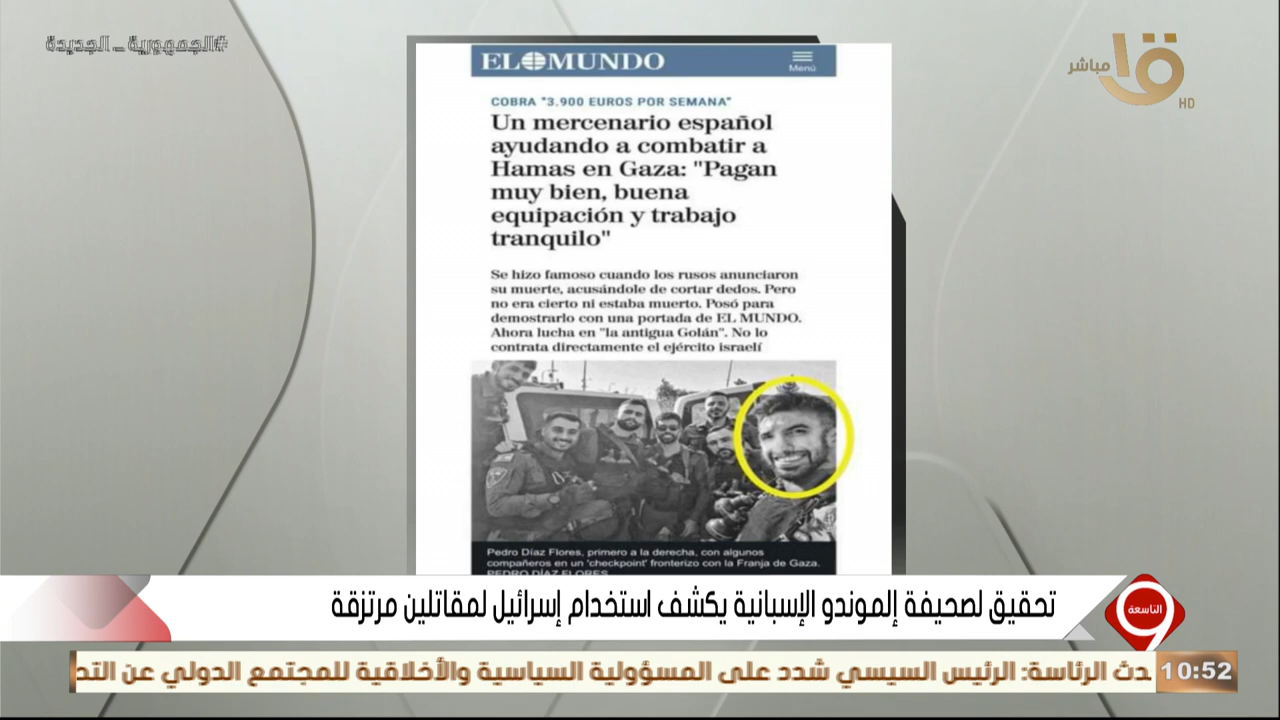 #الجمهورية_الجديدة
مباشر
HD
EL MUNDO
Menú
COBRA "3.900 EUROS POR SEMANA"
Un mercenario español
ayudando a combatir a
Hamas en Gaza: "Pagan
muy bien, buena
equipación y trabajo
tranquilo"
Se hizo famoso cuando los rusos anunciaron
su muerte, acusándole de cortar dedos. Pero
no era cierto ni estaba muerto. Posó para
demostrarlo con una portada de EL MUNDO.
Ahora lucha en "la antigua Golán". No lo
contrata directamente el ejército israelí
Pedro Díaz Flores, primero a la derecha, con algunos
compañeros en un 'checkpoint' fronterizo con la Franja de Gaza.
PEDRO DÍAZ FLORES
تحقيق لصحيفة إلموندو الإسبانية يكشف استخدام إسرائيل لمقاتلين مرتزقة
التاسعة
9
الرئاسة: الرئيس السيسي شدد على المسؤولية السياسية والأخلاقية للمجتمع الدولي عن
10:52